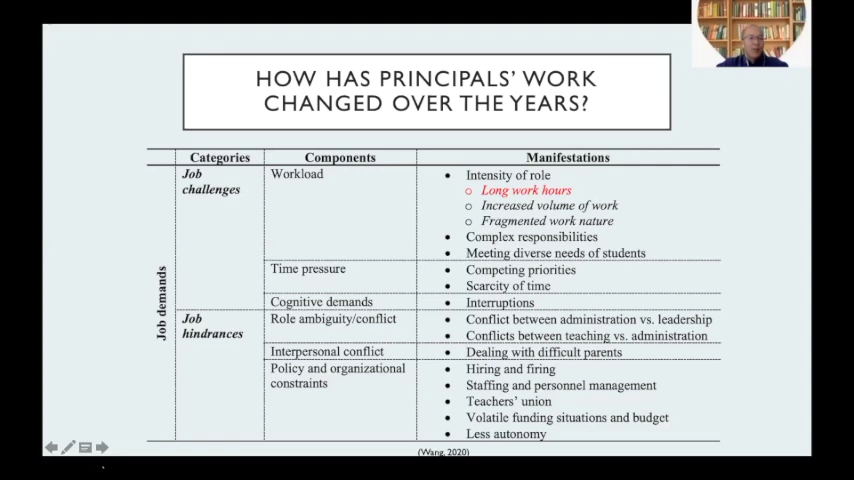 HOW HAS PRINCIPALS' WORK
CHANGED OVER THE YEARS?
Categories Components Manifestations
Job demands
Job challenges
Workload
• Intensity of role
o Long work hours
o Increased volume of work
o Fragmented work nature
• Complex responsibilities
• Meeting diverse needs of students
Time pressure
• Competing priorities
• Scarcity of time
Cognitive demands
• Interruptions
Job hindrances
Role ambiguity/conflict
• Conflict between administration vs. leadership
• Conflicts between teaching vs. administration
Interpersonal conflict
• Dealing with difficult parents
Policy and organizational
constraints
• Hiring and firing
• Staffing and personnel management
• Teachers' union
• Volatile funding situations and budget
• Less autonomy
(Wang, 2020)